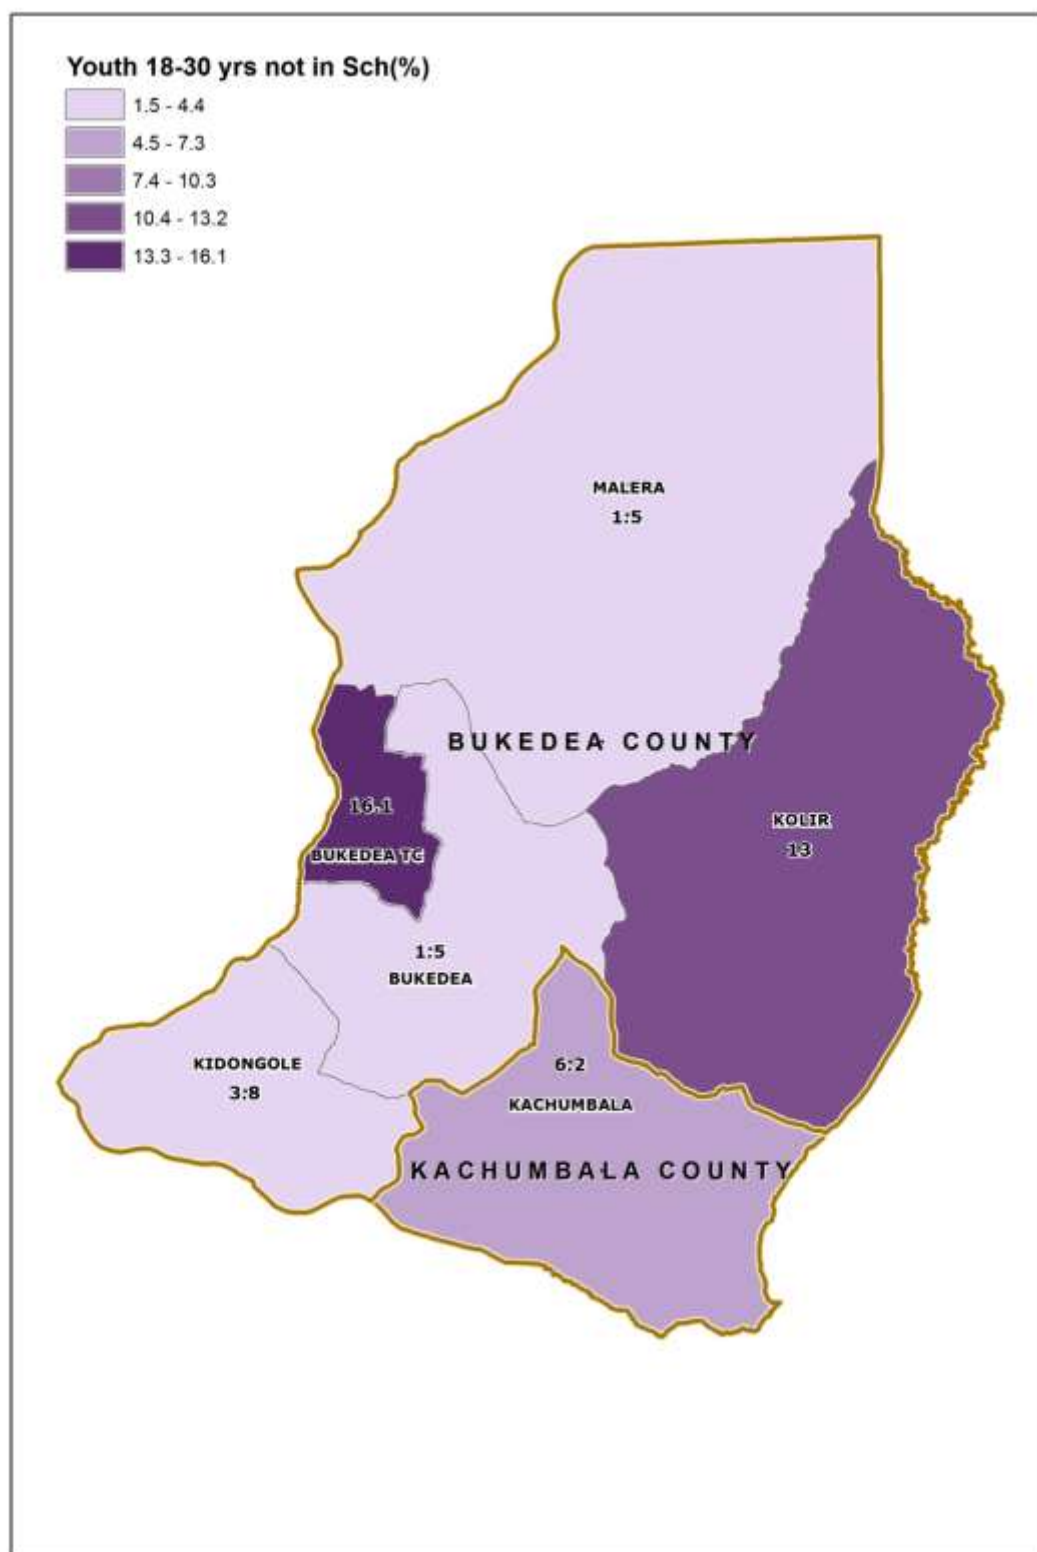 Youth 18-30 yrs not in Sch(%)
1.5 - 4.4
4.5 - 7.3
7.4 - 10.3
10.4 - 13.2
13.3 - 16.1
MALERA
1:5
BUKEDEA COUNTY
16.1
BUKEDEA TC
KOLIR
13
1:5
BUKEDEA
KIDONGOLE
3:8
6:2
KACHUMBALA
KACHUMBALA COUNTY